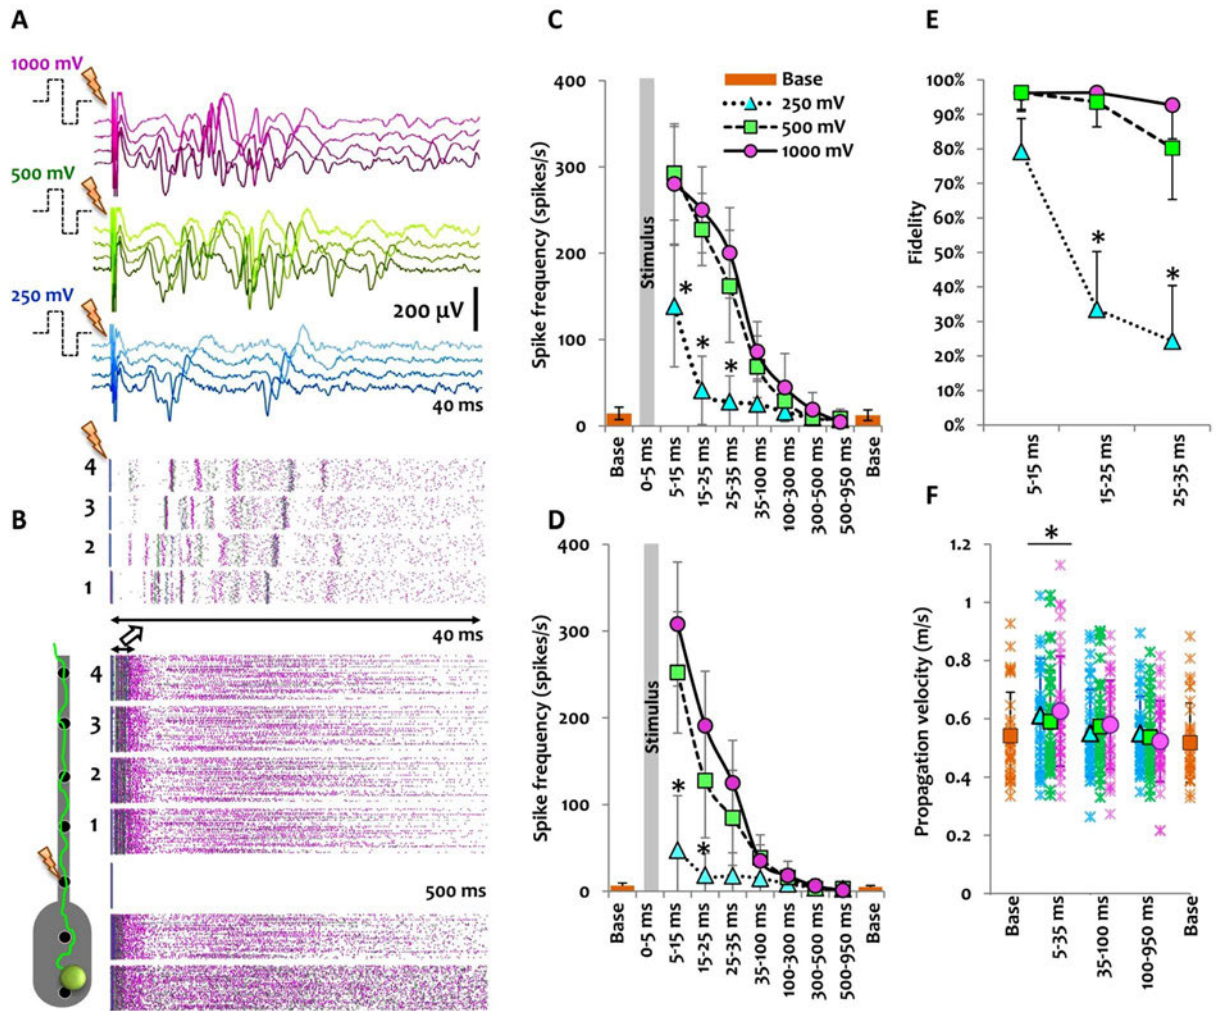 A
1000 mV
500 mV
200 µV
250 mV
40 ms
4
3
2
1
B
40 ms
4
3
2
1
500 ms
C
Spike frequency (spikes/s)
400
300
200
100
0
Stimulus
Base
250 mV
500 mV
1000 mV
*
*
*
Base
0-5 ms
5-15 ms
15-25 ms
25-35 ms
35-100 ms
100-300 ms
300-500 ms
500-950 ms
Base
D
Spike frequency (spikes/s)
400
300
200
100
0
Stimulus
*
*
Base
0-5 ms
5-15 ms
15-25 ms
25-35 ms
35-100 ms
100-300 ms
300-500 ms
500-950 ms
Base
E
Fidelity
100%
90%
80%
70%
60%
50%
40%
30%
20%
10%
0%
*
*
5-15 ms
15-25 ms
25-35 ms
F
Propagation velocity (m/s)
1.2
1
0.8
0.6
0.4
0.2
0
*
Base
5-35 ms
35-100 ms
100-950 ms
Base